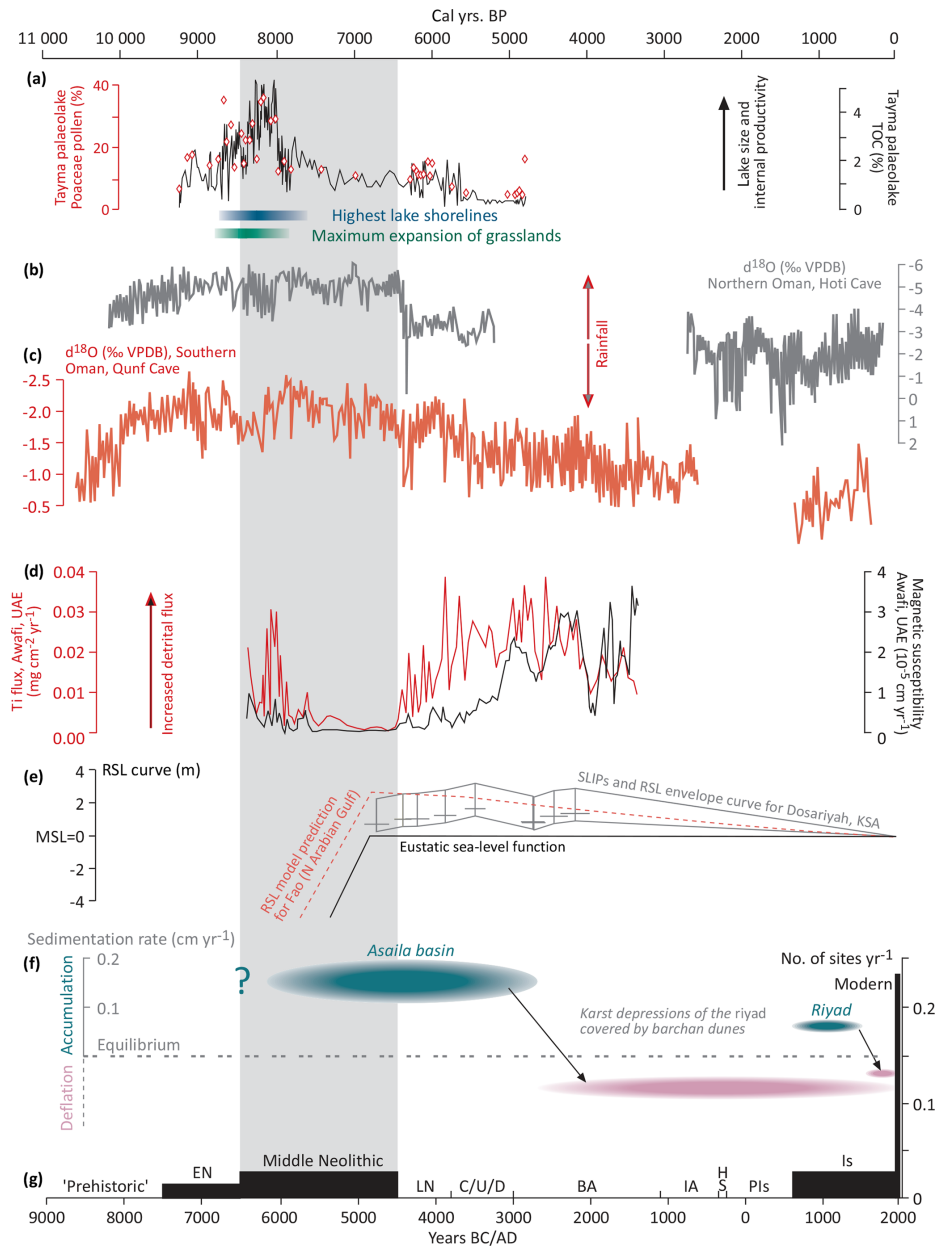 Cal yrs. BP
11 000 10 000 9000 8000 7000 6000 5000 4000 3000 2000 1000 0
(a)
Tayma palaeolake
Poaceae pollen (%)
40
20
0
Lake size and
internal productivity
4
2
0
Tayma palaeolake
TOC (%)
Highest lake shorelines
Maximum expansion of grasslands
(b)
d18O (‰ VPDB)
Northern Oman, Hoti Cave
-6
-5
-4
-3
-2
-1
0
1
2
Rainfall
(c)
d18O (‰ VPDB), Southern
Oman, Qunf Cave
-2.5
-2.0
-1.5
-1.0
-0.5
(d)
Ti flux, Awafi, UAE
(mg cm-2 yr-1)
0.04
0.03
0.02
0.01
0.00
Increased detrital flux
4
3
2
1
0
Magnetic susceptibility
Awafi, UAE (10-5 cm yr-1)
(e)
RSL curve (m)
4
2
MSL=0
-2
-4
RSL model prediction
for Fao (N Arabian Gulf)
SLIPs and RSL envelope curve for Dosariyah, KSA
Eustatic sea-level function
Sedimentation rate (cm yr-1)
(f)
Accumulation
Deflation
0.2
0.1
Equilibrium
?
Asaila basin
Karst depressions of the riyad
covered by barchan dunes
Riyad
No. of sites yr-1
Modern
0.2
0.1
0
(g)
'Prehistoric'
EN
Middle Neolithic
LN
C/U/D
BA
IA
H
S
PIs
Is
9000 8000 7000 6000 5000 4000 3000 2000 1000 0 1000 2000
Years BC/AD